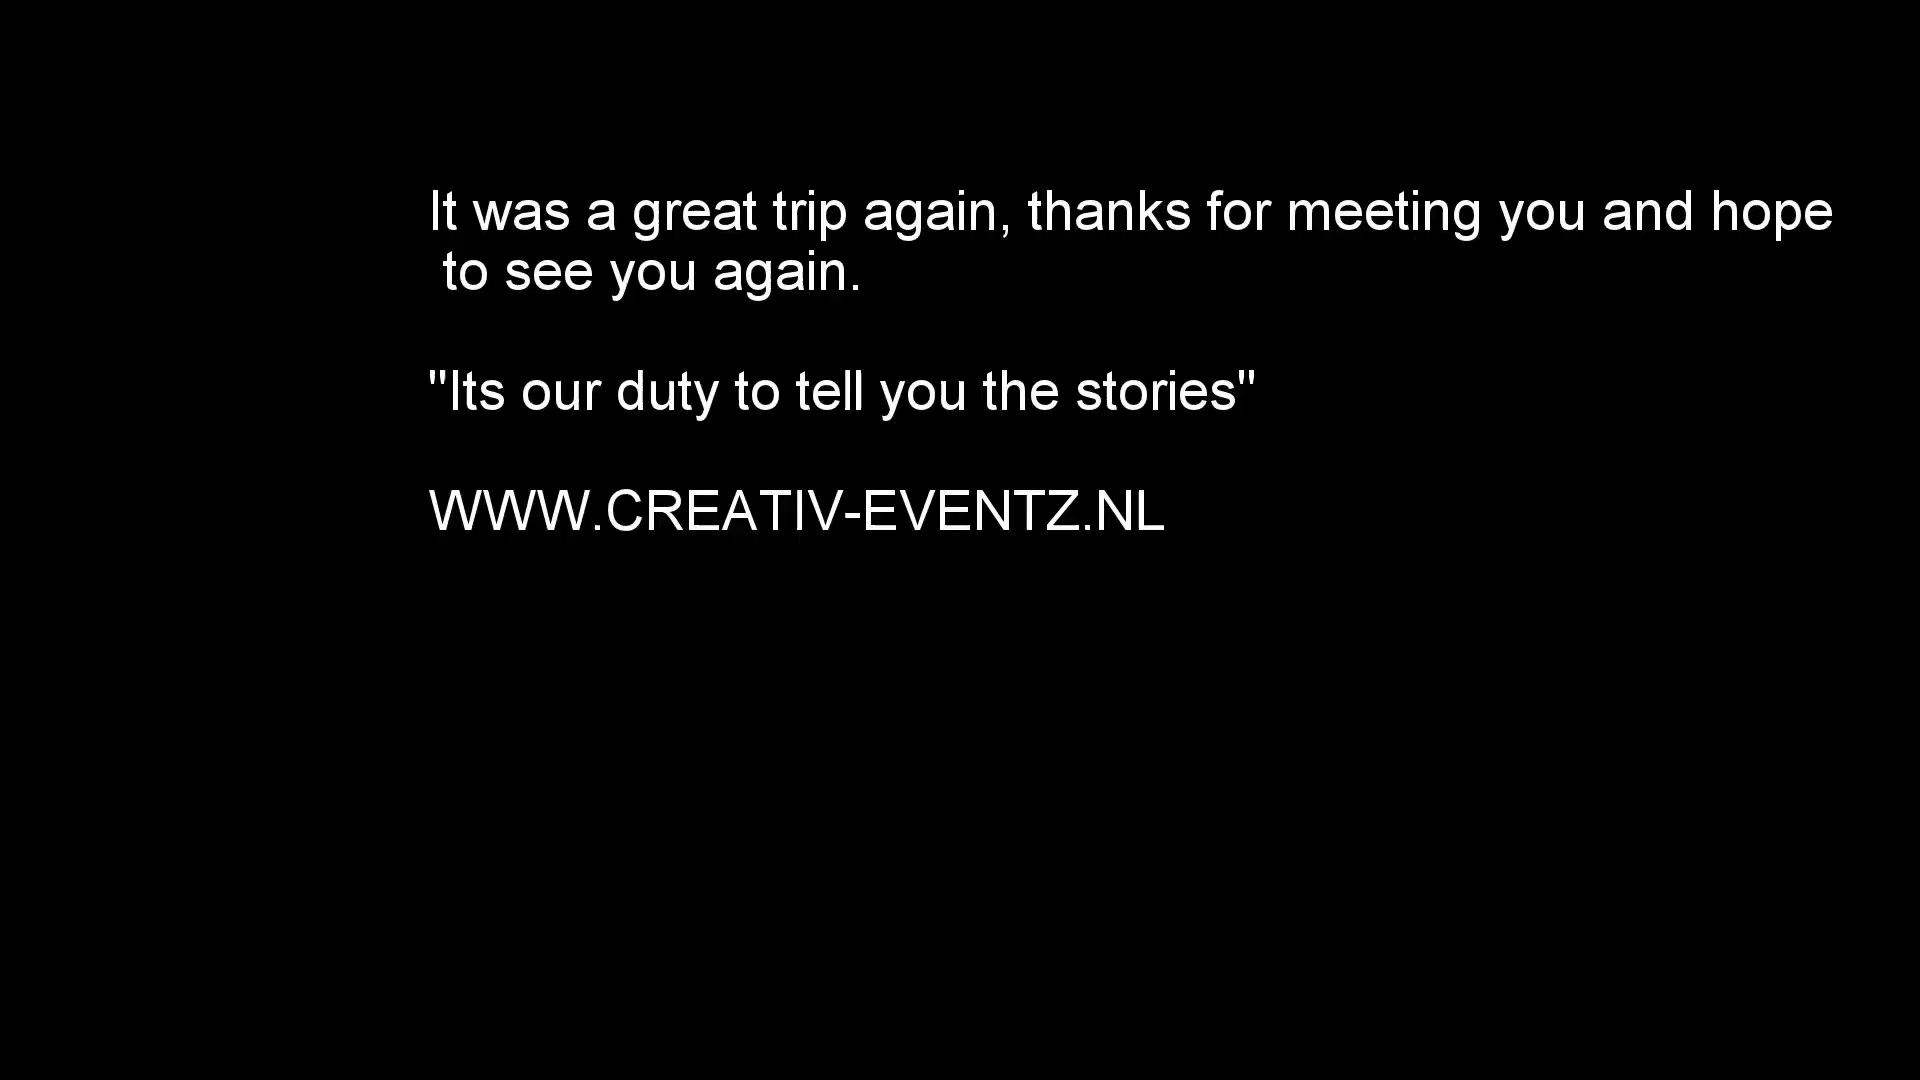 It was a great trip again, thanks for meeting you and hope
to see you again.
"Its our duty to tell you the stories"
WWW.CREATIV-EVENTZ.NL